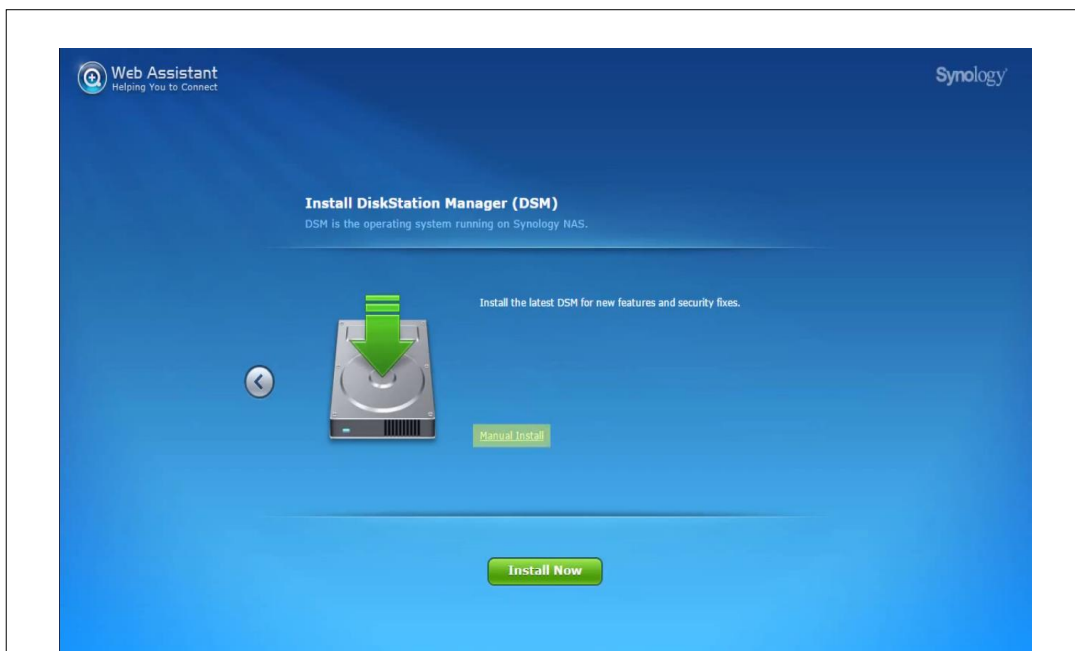 Web Assistant
Helping You to Connect
Synology
Install DiskStation Manager (DSM)
DSM is the operating system running on Synology NAS.
Install the latest DSM for new features and security fixes.
Manual Install
Install Now